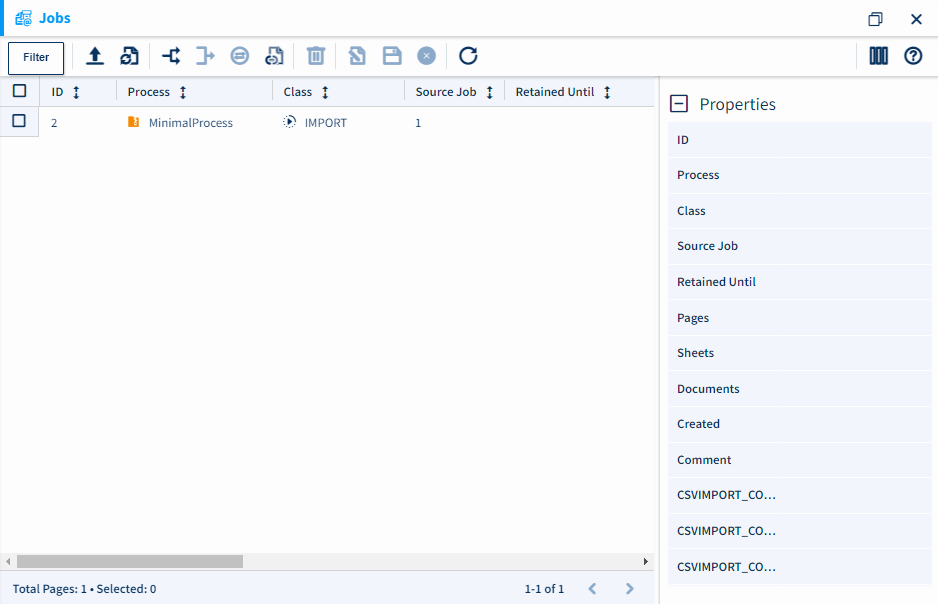 Jobs
Filter
ID Process Class Source Job Retained Until
2 MinimalProcess IMPORT 1
Total Pages: 1 • Selected: 0 1-1 of 1
Properties
ID
Process
Class
Source Job
Retained Until
Pages
Sheets
Documents
Created
Comment
CSVIMPORT_CO...
CSVIMPORT_CO...
CSVIMPORT_CO...